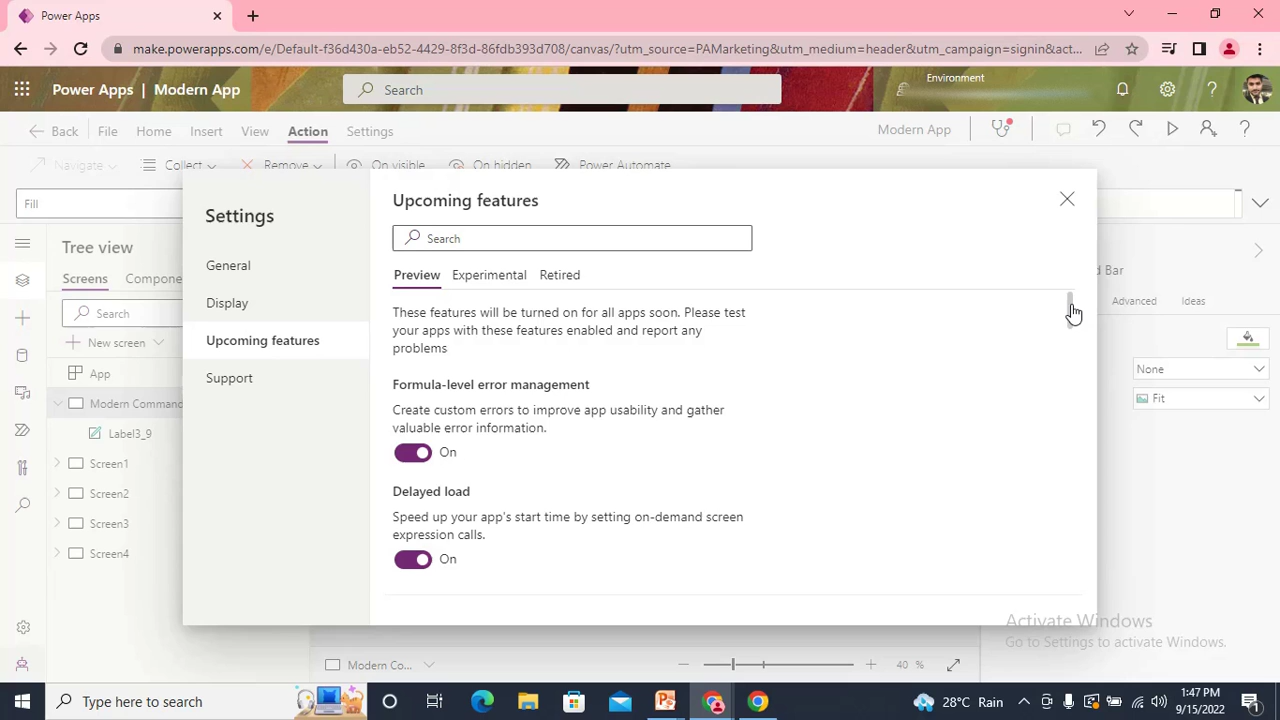 Power Apps
make.powerapps.com/e/Default-f36d430a-eb52-4429-8f3d-86fdb393d708/canvas/?utm_source=PAMarketing&utm_medium=header&utm_campaign=signin&act...
Power Apps | Modern App
Search
Environment
Back
File
Home
Insert
View
Action
Settings
Modern App
Navigate
Collect
Remove
On visible
On hidden
Power Automate
Fill
Tree view
Screens
Compone
Search
New screen
App
Modern Command
Label3_9
Screen1
Screen2
Screen3
Screen4
Settings
General
Display
Upcoming features
Support
Upcoming features
Search
Preview
Experimental
Retired
These features will be turned on for all apps soon. Please test
your apps with these features enabled and report any
problems
Formula-level error management
Create custom errors to improve app usability and gather
valuable error information.
On
Delayed load
Speed up your app's start time by setting on-demand screen
expression calls.
On
d Bar
Advanced
Ideas
None
Fit
Activate Windows
Go to Settings to activate Windows.
Modern Co...
40 %
Type here to search
28°C Rain
1:47 PM
9/15/2022